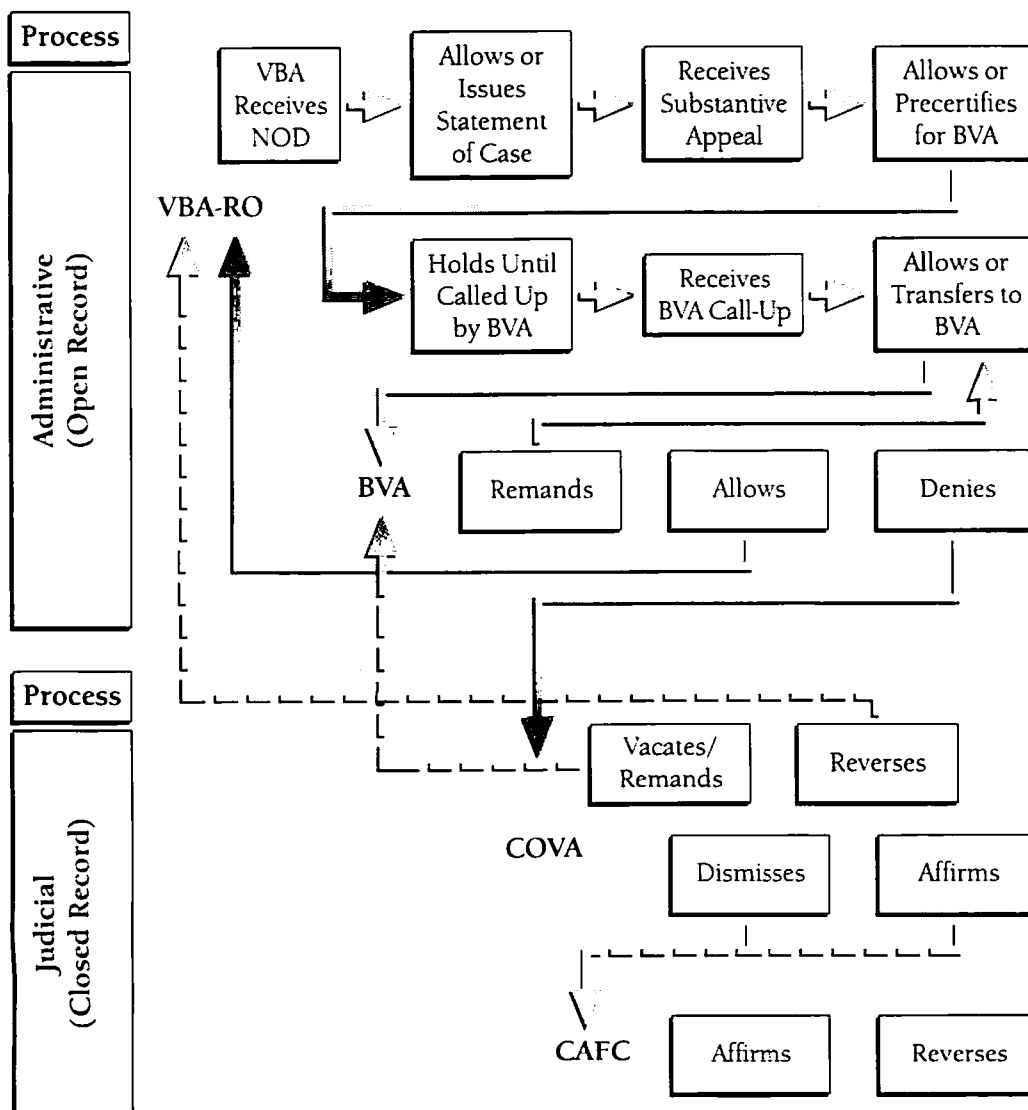 Process
VBA
Receives
NOD
Allows or
Issues
Statement
of Case
Receives
Substantive
Appeal
Allows or
Precertifies
for BVA
Administrative
(Open Record)
VBA-RO
Holds Until
Called Up
by BVA
Receives
BVA Call-Up
Allows or
Transfers to
BVA
BVA
Remands
Allows
Denies
Process
Judicial
(Closed Record)
Vacates/
Remands
Reverses
COVA
Dismisses
Affirms
CAFC
Affirms
Reverses